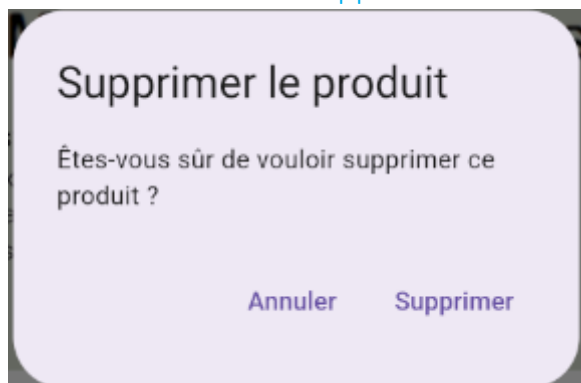 Supprimer le produit
Êtes-vous sûr de vouloir supprimer ce
produit ?
Annuler
Supprimer